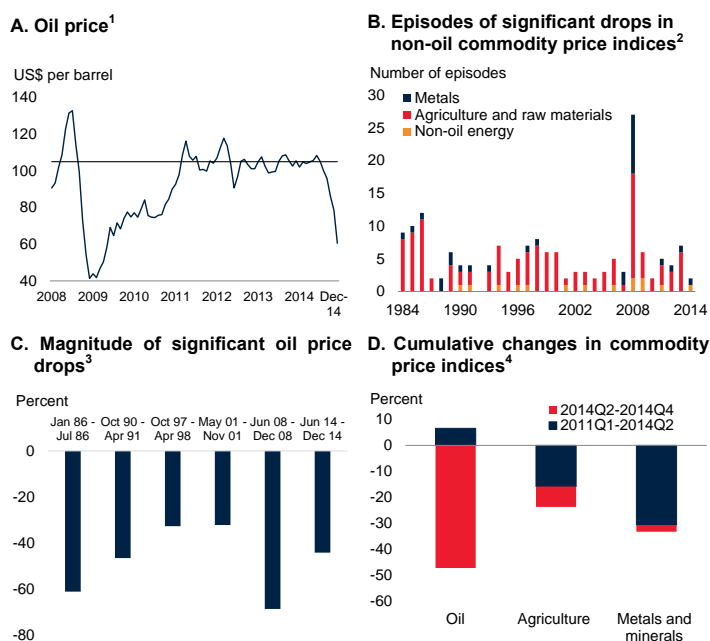 A. Oil price1
US$ per barrel
140
120
100
80
60
40
2008 2009 2010 2011 2012 2013 2014 Dec-
14
B. Episodes of significant drops in
non-oil commodity price indices2
Number of episodes
30
25
20
15
10
5
0
Metals
Agriculture and raw materials
Non-oil energy
1984 1990 1996 2002 2008 2014
C. Magnitude of significant oil price
drops3
Percent
Jan 86 - Oct 90 - Oct 97 - May 01 - Jun 08 - Jun 14 -
Jul 86 Apr 91 Apr 98 Nov 01 Dec 08 Dec 14
0
-20
-40
-60
-80
D. Cumulative changes in commodity
price indices4
Percent
10
0
-10
-20
-30
-40
-50
-60
2014Q2-2014Q4
2011Q1-2014Q2
Oil Agriculture Metals and
minerals